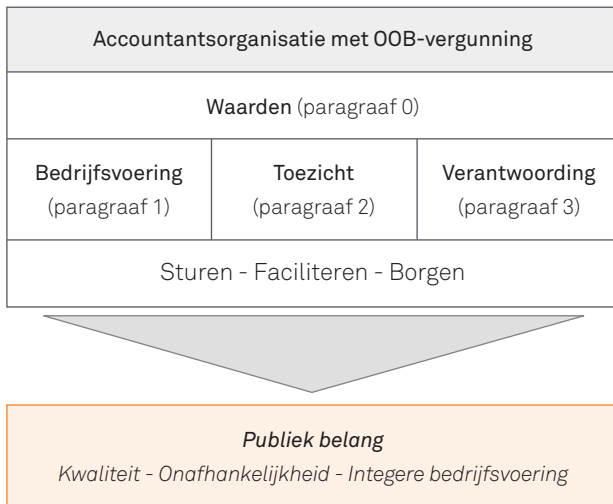 Accountantsorganisatie met OOB-vergunning
Waarden (paragraaf 0)
Bedrijfsvoering
(paragraaf 1)
Toezicht
(paragraaf 2)
Verantwoording
(paragraaf 3)
Sturen - Faciliteren - Borgen
Publiek belang
Kwaliteit - Onafhankelijkheid - Integere bedrijfsvoering